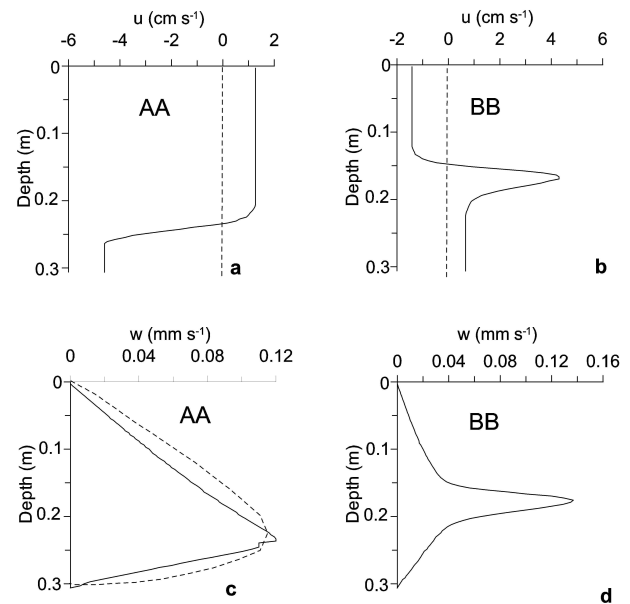 u (cm s⁻¹)
-6 -4 -2 0 2
0
0.1
0.2
0.3
Depth (m)
AA
a
u (cm s⁻¹)
-2 0 2 4 6
0
0.1
0.2
0.3
Depth (m)
BB
b
w (mm s⁻¹)
0 0.04 0.08 0.12
0
0.1
0.2
0.3
Depth (m)
AA
c
w (mm s⁻¹)
0 0.04 0.08 0.12 0.16
0
0.1
0.2
0.3
Depth (m)
BB
d